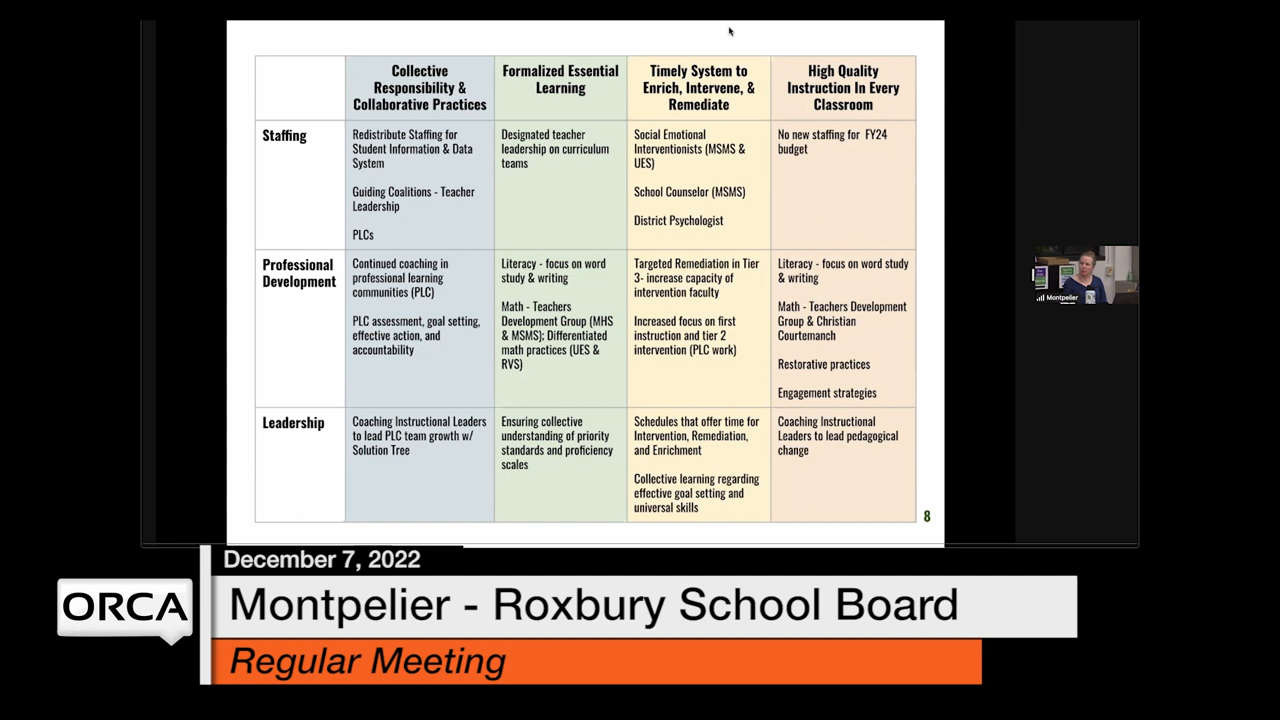 Collective
Responsibility &
Collaborative Practices
Formalized Essential
Learning
Timely System to
Enrich, Intervene, &
Remediate
High Quality
Instruction In Every
Classroom
Staffing
Redistribute Staffing for
Student Information & Data
System
Guiding Coalitions - Teacher
Leadership
PLCs
Designated teacher
leadership on curriculum
teams
Social Emotional
Interventionists (MSMS &
UES)
School Counselor (MSMS)
District Psychologist
No new staffing for FY24
budget
Professional
Development
Continued coaching in
professional learning
communities (PLC)
PLC assessment, goal setting,
effective action, and
accountability
Literacy - focus on word
study & writing
Math - Teachers
Development Group (MHS
& MSMS); Differentiated
math practices (UES &
RVS)
Targeted Remediation in Tier
3- increase capacity of
intervention faculty
Increased focus on first
instruction and tier 2
intervention (PLC work)
Literacy - focus on word study
& writing
Math - Teachers Development
Group & Christian
Courtemanch
Restorative practices
Engagement strategies
Leadership
Coaching Instructional Leaders
to lead PLC team growth w/
Solution Tree
Ensuring collective
understanding of priority
standards and proficiency
scales
Schedules that offer time for
Intervention, Remediation,
and Enrichment
Collective learning regarding
effective goal setting and
universal skills
Coaching Instructional
Leaders to lead pedagogical
change
8
Montpelier
December 7, 2022
ORCA
Montpelier - Roxbury School Board
Regular Meeting